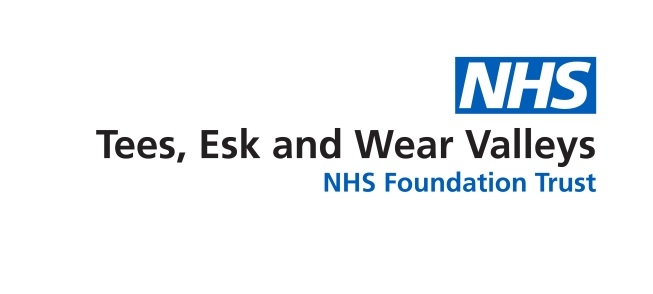 NHS
Tees, Esk and Wear Valleys
NHS Foundation Trust